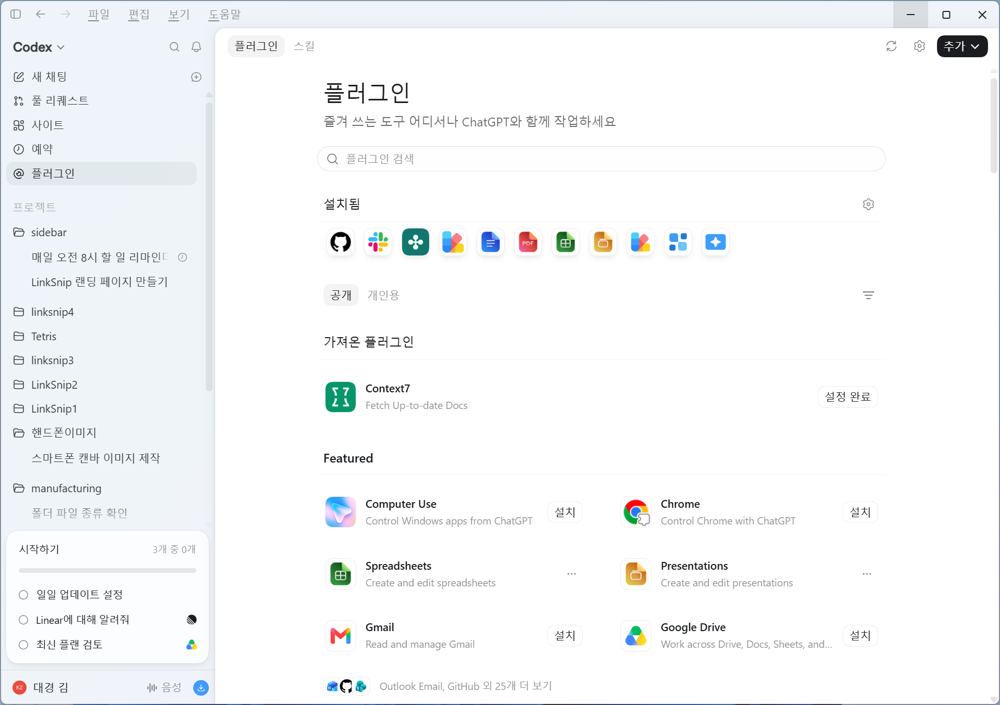 파일 편집 보기 도움말
Codex
새 채팅
풀 리퀘스트
사이트
예약
플러그인
프로젝트
sidebar
매일 오전 8시 할 일 리마인
LinkSnip 랜딩 페이지 만들기
linksnip4
Tetris
linksnip3
LinkSnip2
LinkSnip1
핸드폰이미지
스마트폰 캔바 이미지 제작
manufacturing
폴더 파일 종류 확인
시작하기 3개 중 0개
일일 업데이트 설정
Linear에 대해 알려줘
최신 플랜 검토
KZ 대경 김 음성
플러그인 스킬 추가
플러그인
즐겨 쓰는 도구 어디서나 ChatGPT와 함께 작업하세요
플러그인 검색
설치됨
PDF
공개 개인용
가져온 플러그인
Context7
Fetch Up-to-date Docs
설정 완료
Featured
Computer Use
Control Windows apps from ChatGPT
설치
Chrome
Control Chrome with ChatGPT
설치
Spreadsheets
Create and edit spreadsheets
Presentations
Create and edit presentations
Gmail
Read and manage Gmail
설치
Google Drive
Work across Drive, Docs, Sheets, and...
설치
Outlook Email, GitHub 외 25개 더 보기